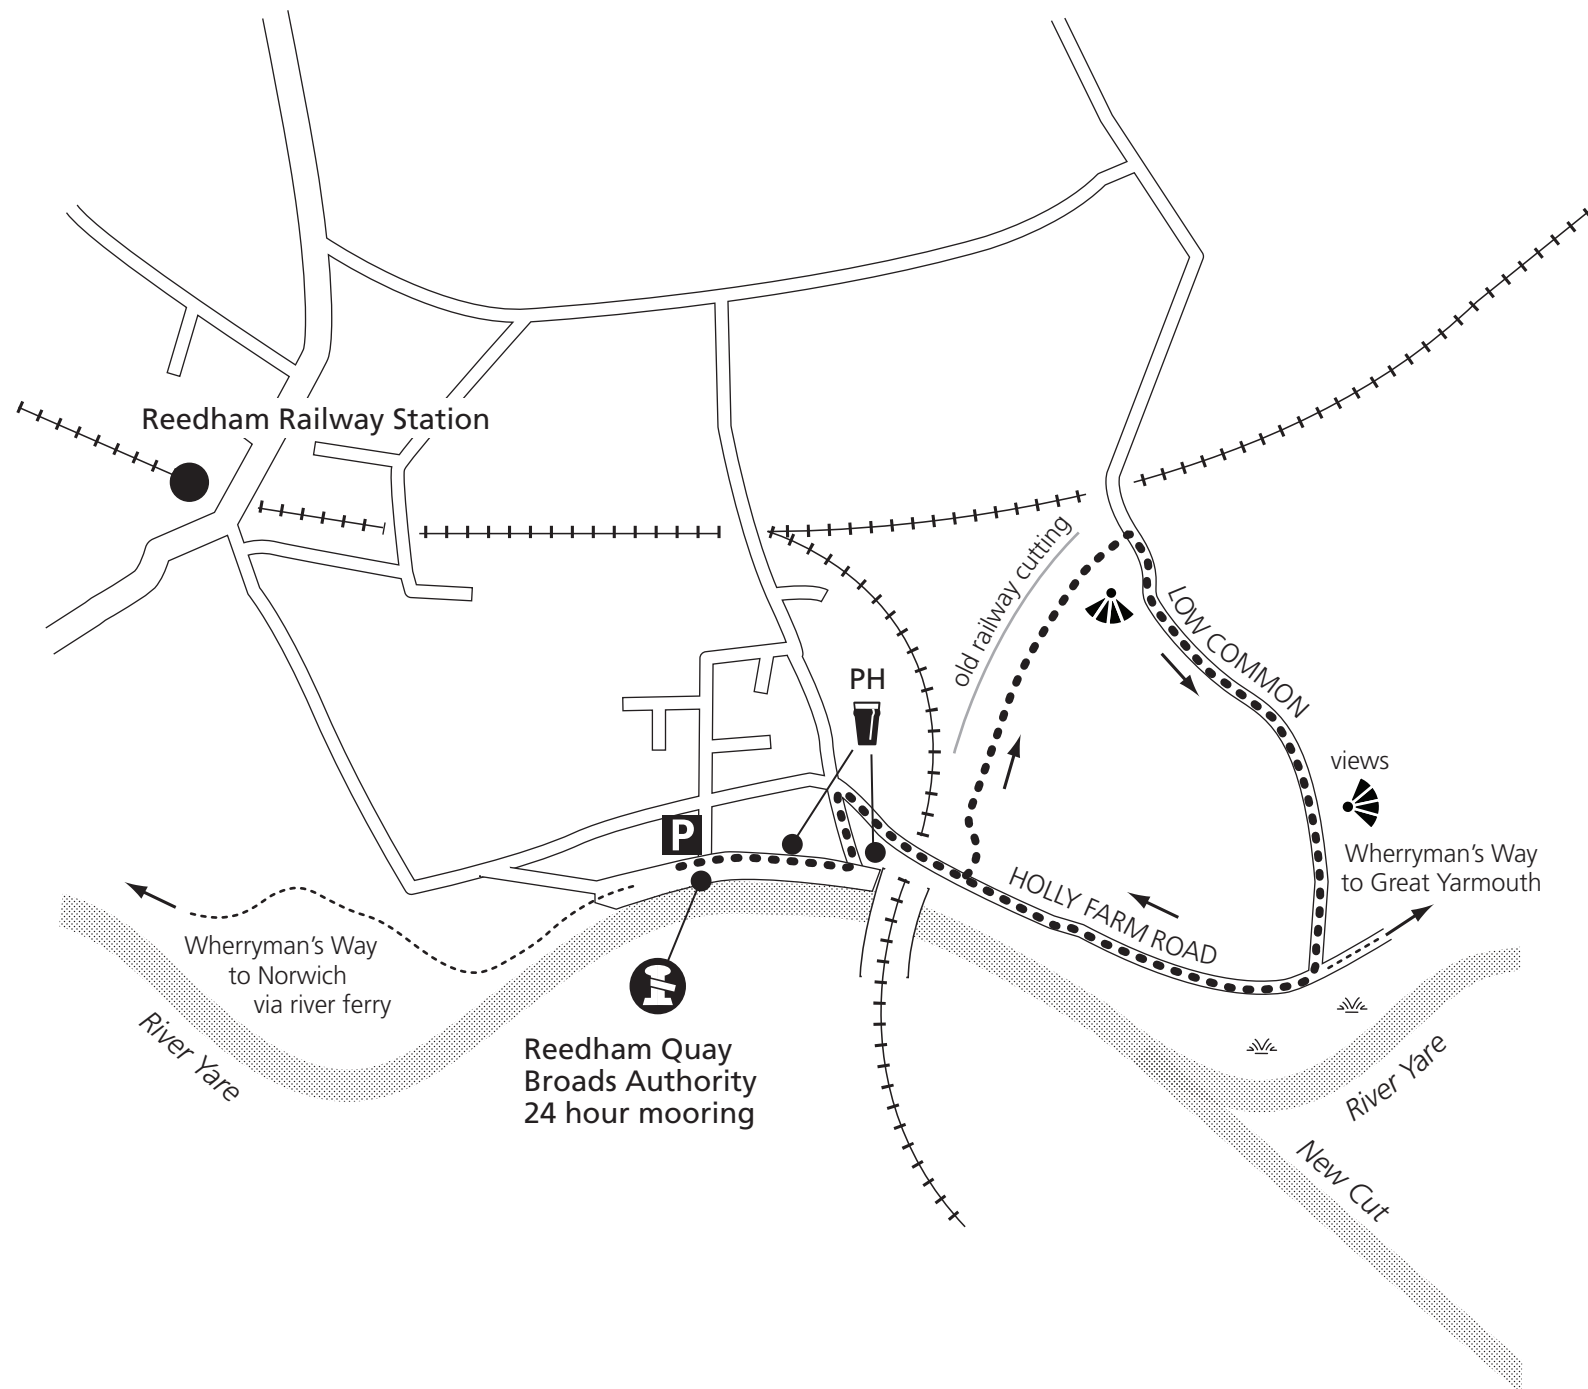 Reedham Railway Station
old railway cutting
LOW COMMON
PH
views
P
Wherryman’s Way
to Great Yarmouth
HOLLY FARM ROAD
Wherryman’s Way
to Norwich
via river ferry
River Yare
Reedham Quay
Broads Authority
24 hour mooring
River Yare
New Cut